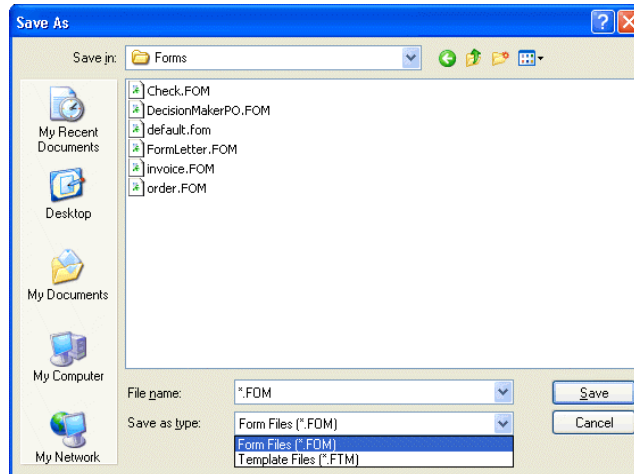 Save As
Save in: Forms
Check.FOM
DecisionMakerPO.FOM
default.fom
FormLetter.FOM
invoice.FOM
order.FOM
My Recent
Documents
Desktop
My Documents
My Computer
My Network
File name: *.FOM Save
Save as type: Form Files (*.FOM) Cancel
Form Files (*.FOM)
Template Files (*.FTM)